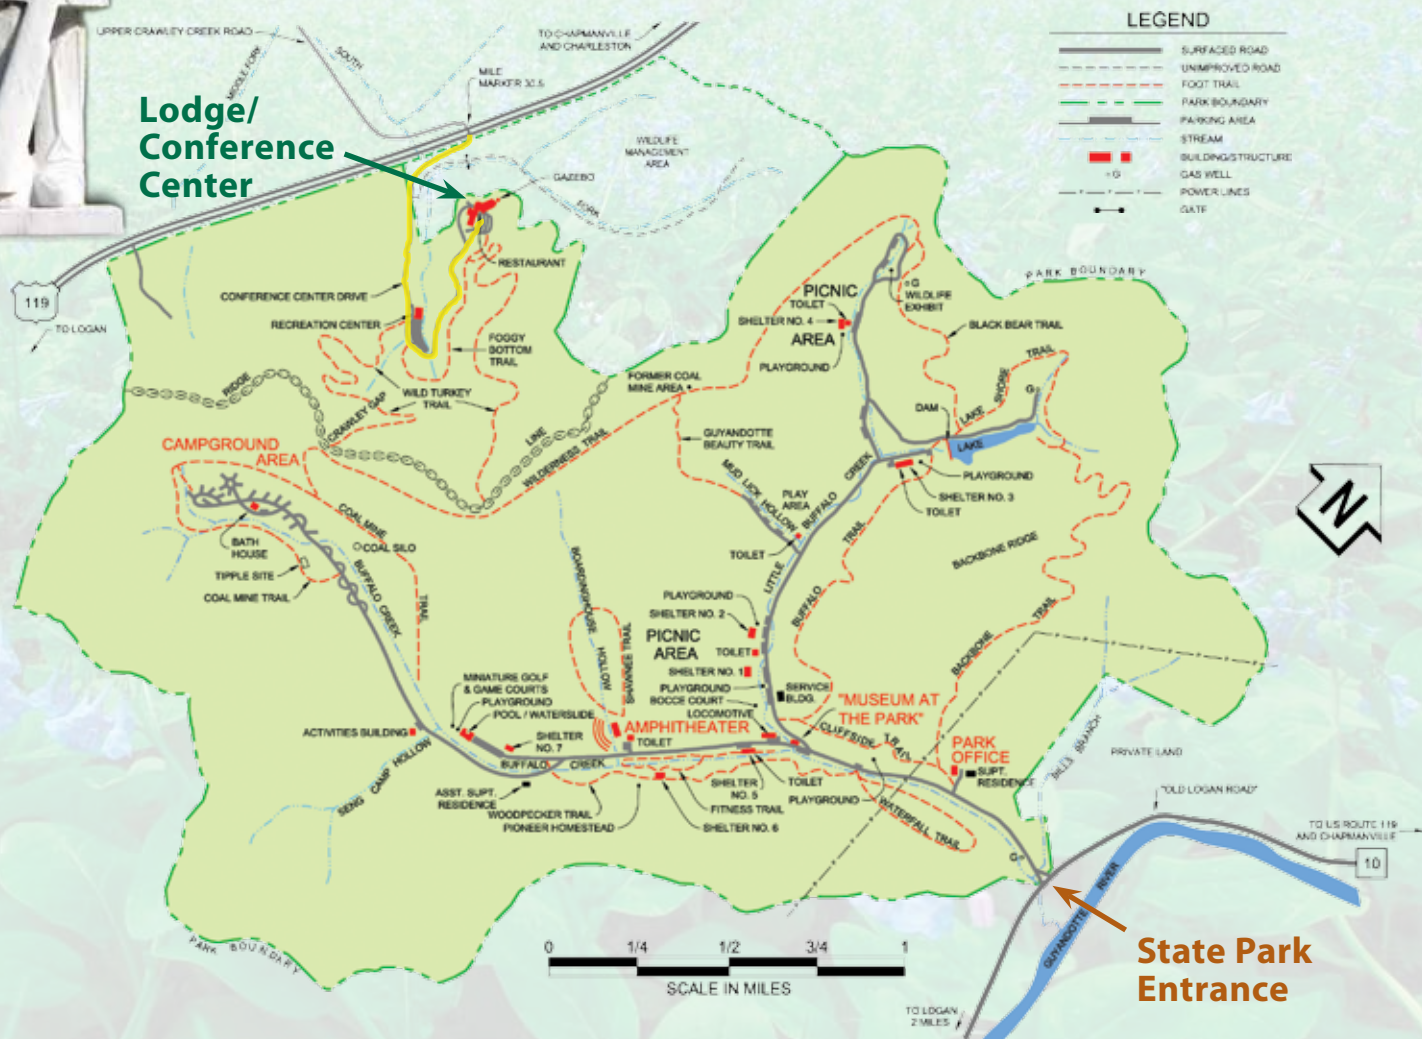 LEGEND
SURFACED ROAD
UNIMPROVED ROAD
FOOT TRAIL
PARK BOUNDARY
PARKING AREA
STREAM
BUILDING/STRUCTURE
G
GAS WELL
POWER LINES
GATE
UPPER CRAWLEY CREEK ROAD
MIDDLE FORK
SOUTH
TO CHAPMANVILLE
AND CHARLESTON
MILE
MARKER 30.5
Lodge/
Conference
Center
WILDLIFE
MANAGEMENT
AREA
GAZEBO
FORK
RESTAURANT
119
TO LOGAN
CONFERENCE CENTER DRIVE
RECREATION CENTER
FOGGY
BOTTOM
TRAIL
WILD TURKEY
TRAIL
RIDGE
LINE
CRAWLEY GAP
WILDERNESS TRAIL
FORMER COAL
MINE AREA
PARK BOUNDARY
PICNIC
AREA
TOILET
SHELTER NO. 4
PLAYGROUND
G
WILDLIFE
EXHIBIT
BLACK BEAR TRAIL
LAKE SHORE TRAIL
G
DAM
LAKE
PLAYGROUND
SHELTER NO. 3
TOILET
GUYANDOTTE
BEAUTY TRAIL
MUD LICK HOLLOW
PLAY
AREA
TOILET
LITTLE BUFFALO CREEK
BUFFALO TRAIL
BACKBONE RIDGE
BACKBONE TRAIL
N
CAMPGROUND
AREA
BATH
HOUSE
TIPPLE SITE
COAL MINE TRAIL
COAL SILO
COAL MINE TRAIL
BUFFALO CREEK
BOARDINGHOUSE HOLLOW
SHAWNEE TRAIL
PLAYGROUND
SHELTER NO. 2
PICNIC
AREA
TOILET
SHELTER NO. 1
PLAYGROUND
BOCCE COURT
LOCOMOTIVE
SERVICE
BLDG.
"MUSEUM AT
THE PARK"
CLIFFSIDE TRAIL
PARK
OFFICE
SUPT.
RESIDENCE
MINIATURE GOLF
& GAME COURTS
PLAYGROUND
POOL / WATERSLIDE
ACTIVITIES BUILDING
SHELTER
NO. 7
AMPHITHEATER
TOILET
BUFFALO CREEK
SENG CAMP HOLLOW
ASST. SUPT.
RESIDENCE
WOODPECKER TRAIL
PIONEER HOMESTEAD
SHELTER
NO. 5
FITNESS TRAIL
SHELTER NO. 6
TOILET
PLAYGROUND
WATERFALL TRAIL
G
BRANCH
PRIVATE LAND
"OLD LOGAN ROAD"
TO US ROUTE 119
AND CHAPMANVILLE
10
GUYANDOTTE RIVER
State Park
Entrance
TO LOGAN
2 MILES
PARK BOUNDARY
0 1/4 1/2 3/4 1
SCALE IN MILES